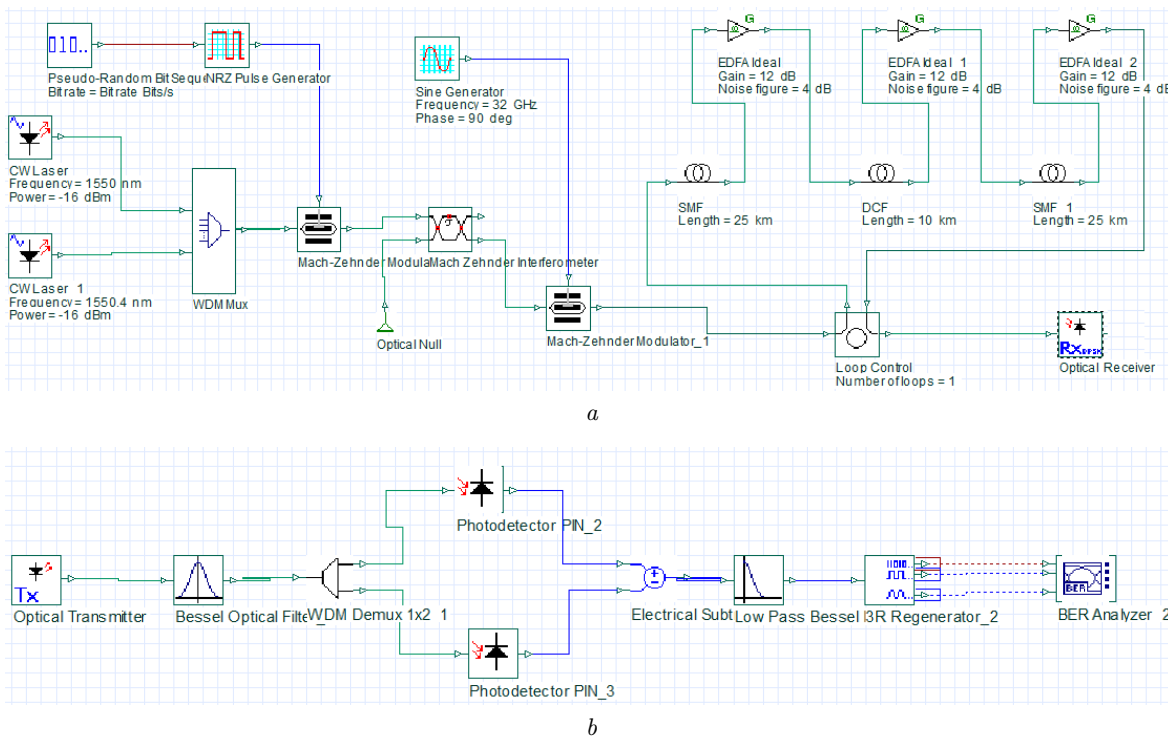 010..
Pseudo-Random BitSequ NRZ Pulse Generator
Bitrate = Bitrate Bits/s
Sine Generator
Frequency = 32 GHz
Phase = 90 deg
G
EDFA Ideal
Gain = 12 dB
Noise figure = 4 dB
G
EDFA Ideal 1
Gain = 12 dB
Noise figure = 4 dB
G
EDFA Ideal 2
Gain = 12 dB
Noise figure = 4 dB
CW Laser
Frequency = 1550 nm
Power = -16 dBm
CW Laser 1
Frequency = 1550.4 nm
Power = -16 dBm
WDM Mux
Mach-Zehnder Modula Mach Zehnder Interferometer
Optical Null
Mach-Zehnder Modulator_1
SMF
Length = 25 km
DCF
Length = 10 km
SMF 1
Length = 25 km
Loop Control
Number of loops = 1
Rx DPSK
Optical Receiver
a
Tx
Optical Transmitter
Bessel Optical Filte
WDM Demux 1x2 1
Photodetector PIN_2
Photodetector PIN_3
Electrical Subt
Low Pass Bessel
3R Regenerator_2
BER
BER Analyzer_2
b